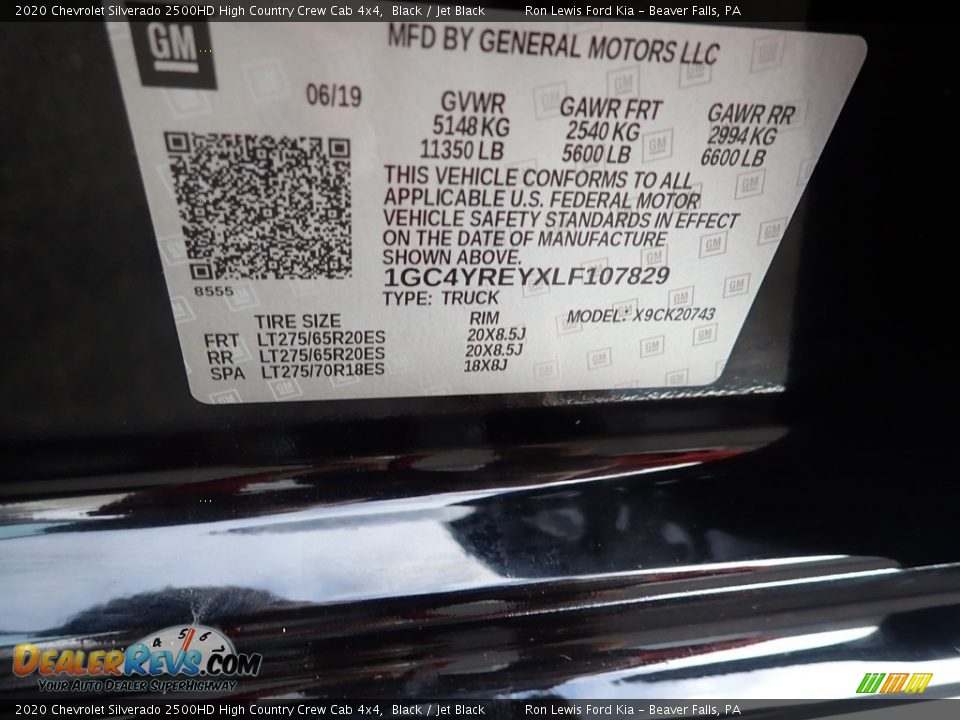 2020 Chevrolet Silverado 2500HD High Country Crew Cab 4x4, Black / Jet Black Ron Lewis Ford Kia - Beaver Falls, PA
GM
MFD BY GENERAL MOTORS LLC
06/19
GVWR GAWR FRT GAWR RR
5148 KG 2540 KG 2994 KG
11350 LB 5600 LB 6600 LB
THIS VEHICLE CONFORMS TO ALL
APPLICABLE U.S. FEDERAL MOTOR
VEHICLE SAFETY STANDARDS IN EFFECT
ON THE DATE OF MANUFACTURE
SHOWN ABOVE.
8555
1GC4YREYXLF107829
TYPE: TRUCK
TIRE SIZE RIM MODEL: X9CK20743
FRT LT275/65R20ES 20X8.5J
RR LT275/65R20ES 20X8.5J
SPA LT275/70R18ES 18X8J
4 5 6
DEALERREVS.COM
YOUR AUTO DEALER SUPERHIGHWAY
2020 Chevrolet Silverado 2500HD High Country Crew Cab 4x4, Black / Jet Black Ron Lewis Ford Kia - Beaver Falls, PA